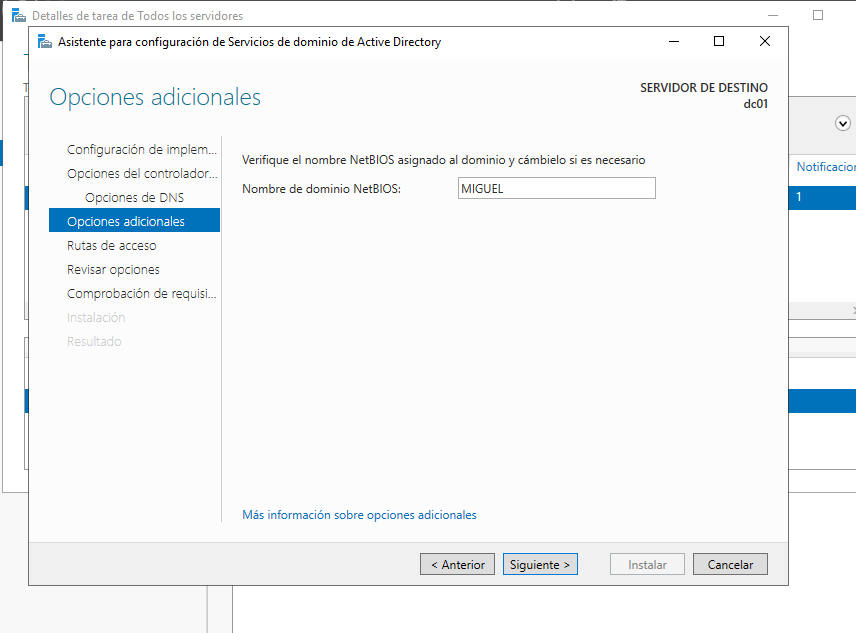 Detalles de tarea de Todos los servidores
Asistente para configuración de Servicios de dominio de Active Directory
Opciones adicionales
SERVIDOR DE DESTINO
dc01
Configuración de implem...
Opciones del controlador...
Opciones de DNS
Opciones adicionales
Rutas de acceso
Revisar opciones
Comprobación de requisi...
Instalación
Resultado
Verifique el nombre NetBIOS asignado al dominio y cámbielo si es necesario
Nombre de dominio NetBIOS: MIGUEL
Más información sobre opciones adicionales
Notificacion
1
< Anterior Siguiente > Instalar Cancelar